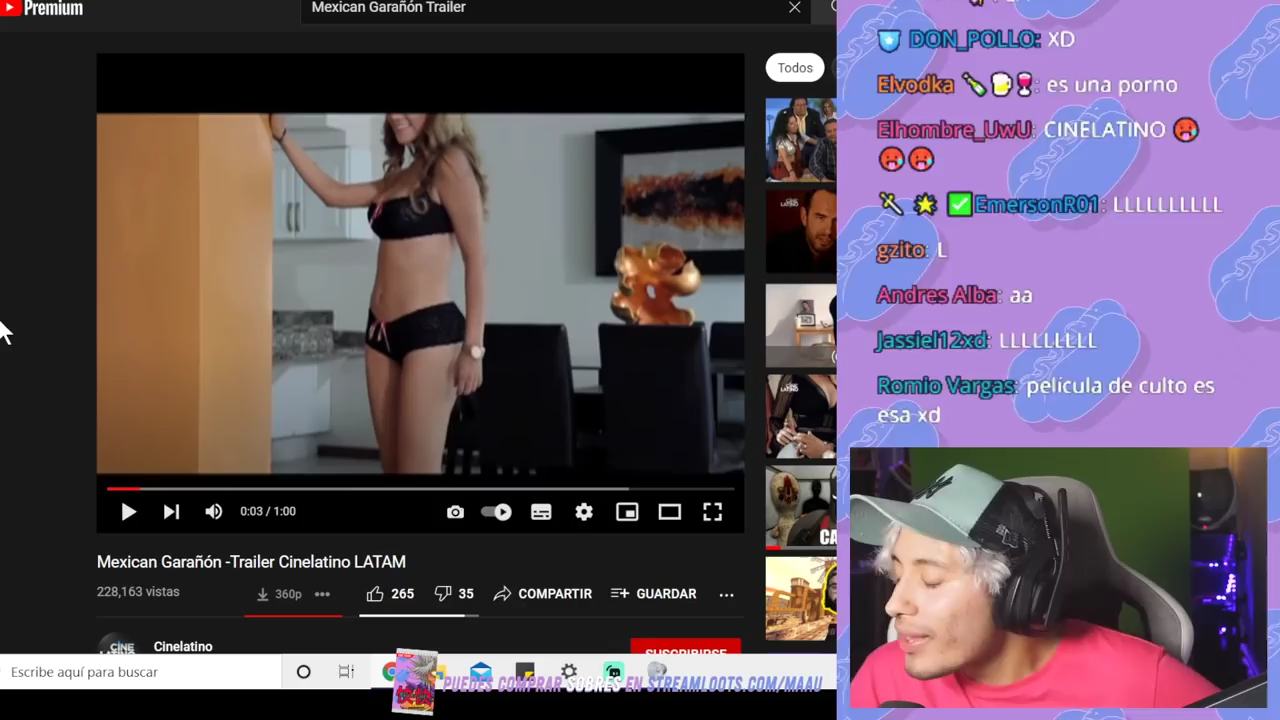 Premium
Mexican Garañón Trailer
Todos
0:03 / 1:00
Mexican Garañón -Trailer Cinelatino LATAM
228,163 vistas
360p
265
35
COMPARTIR
GUARDAR
Cinelatino
SUSCRIBIRSE
Escribe aquí para buscar
PUEDES COMPRAR SOBRES EN STREAMLOOTS.COM/MAAU
DON_POLLO: XD
Elvodka : es una porno
Elhombre_UwU: CINELATINO
EmersonR01: LLLLLLLLLL
gzito: L
Andres Alba: aa
Jassiel12xd: LLLLLLLLL
Romio Vargas: película de culto es
esa xd